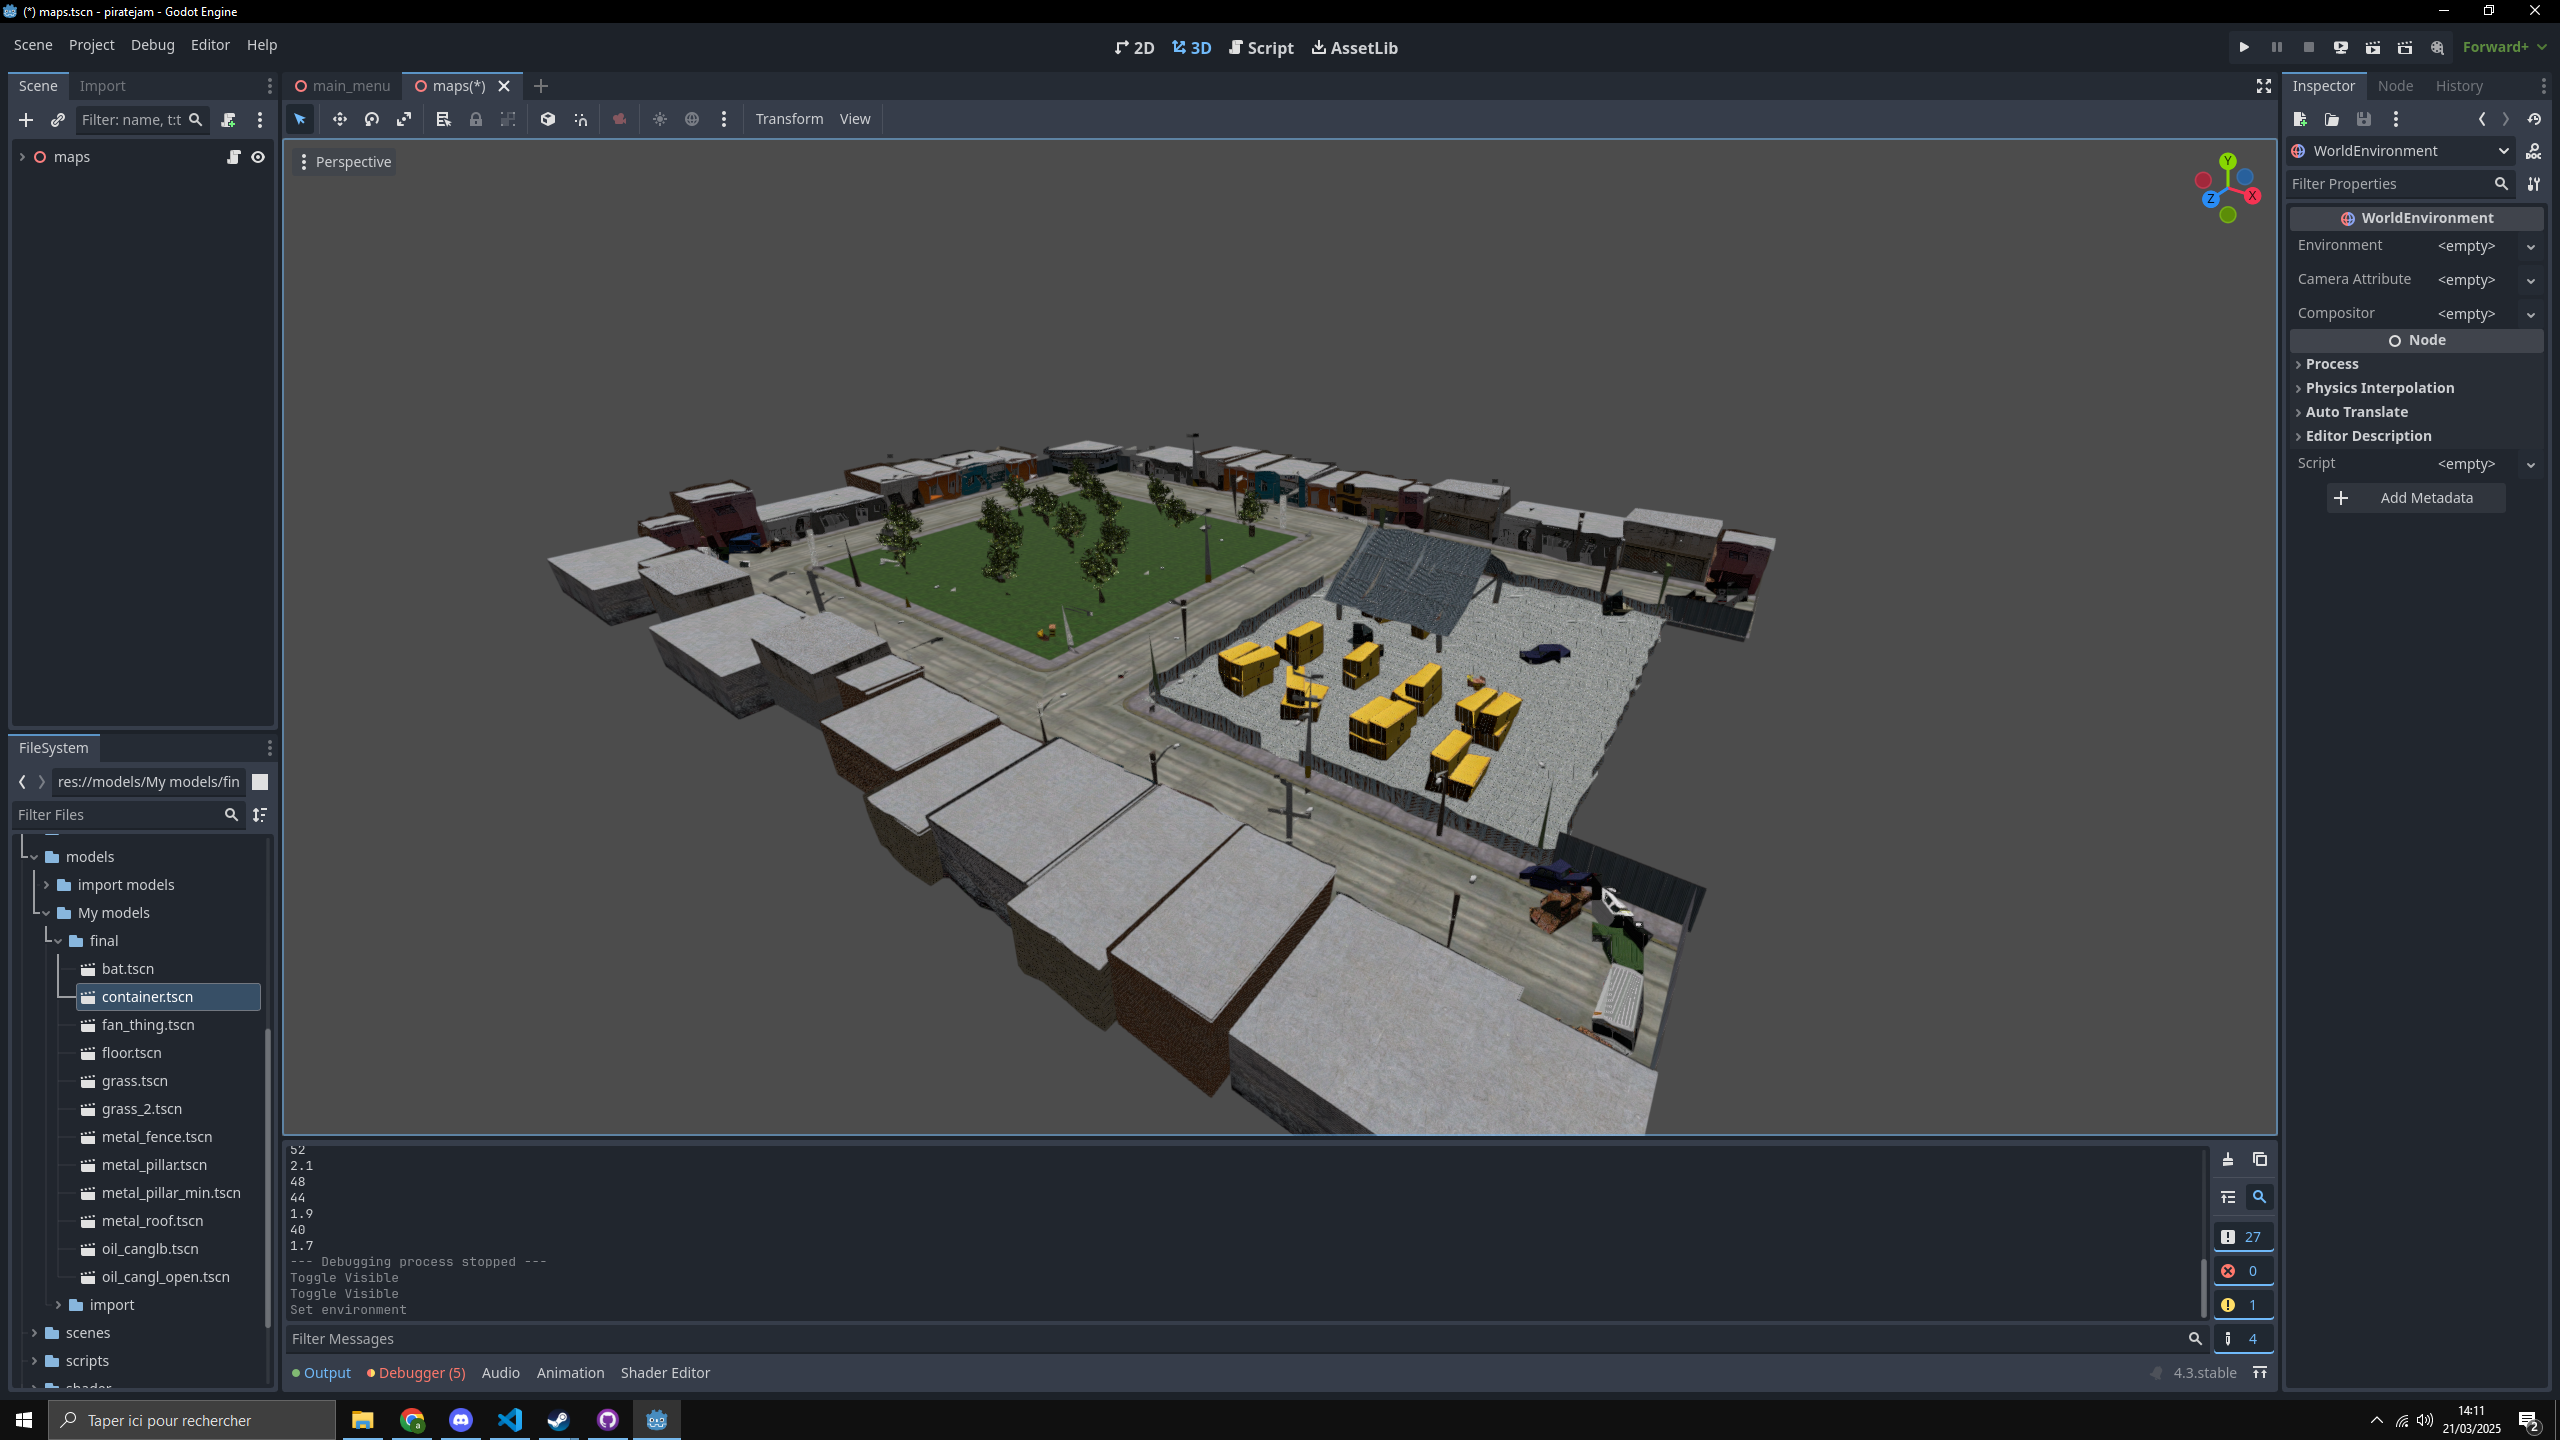 (*) maps.tscn - piratejam - Godot Engine
Scene Project Debug Editor Help
2D 3D Script AssetLib
Forward+
Scene Import
Filter: name, t:t
maps
main_menu maps(*)
Transform View
Perspective
Y
X
Z
Inspector Node History
WorldEnvironment
DOC
Filter Properties
WorldEnvironment
Environment <empty>
Camera Attribute <empty>
Compositor <empty>
Node
Process
Physics Interpolation
Auto Translate
Editor Description
Script <empty>
Add Metadata
FileSystem
res://models/My models/fin
Filter Files
models
import models
My models
final
bat.tscn
container.tscn
fan_thing.tscn
floor.tscn
grass.tscn
grass_2.tscn
metal_fence.tscn
metal_pillar.tscn
metal_pillar_min.tscn
metal_roof.tscn
oil_canglb.tscn
oil_cangl_open.tscn
import
scenes
scripts
shader
52
2.1
48
44
1.9
40
1.7
--- Debugging process stopped ---
Toggle Visible
Toggle Visible
Set environment
27
0
1
4
Filter Messages
Output Debugger (5) Audio Animation Shader Editor
4.3.stable
Taper ici pour rechercher
14:11
21/03/2025
2